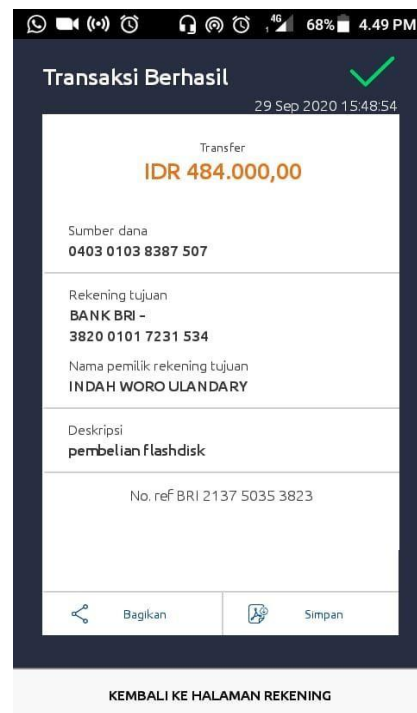 4G 68% 4.49 PM
Transaksi Berhasil
29 Sep 2020 15:48:54
Transfer
IDR 484.000,00
Sumber dana
0403 0103 8387 507
Rekening tujuan
BANK BRI –
3820 0101 7231 534
Nama pemilik rekening tujuan
INDAH WORO ULANDARY
Deskripsi
pembelian flashdisk
No. ref BRI 2137 5035 3823
Bagikan Simpan
KEMBALI KE HALAMAN REKENING